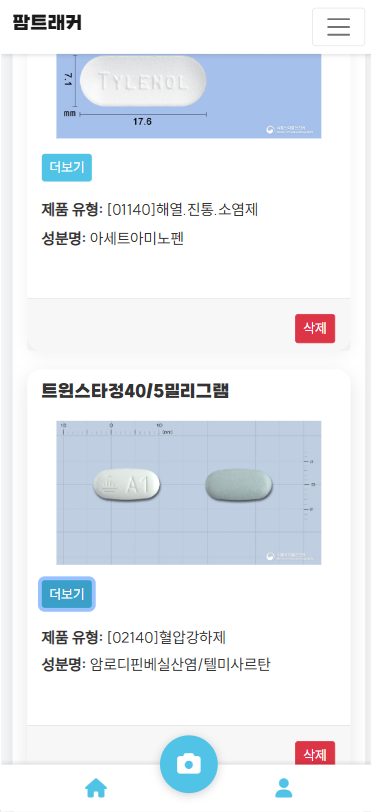 팜트래커
7.1
TYLENOL
mm
17.6
더보기
제품 유형: [01140]해열.진통.소염제
성분명: 아세트아미노펜
삭제
트윈스타정40/5밀리그램
10 0 10 (mm)
A1
더보기
제품 유형: [02140]혈압강하제
성분명: 암로디핀베실산염/텔미사르탄
삭제